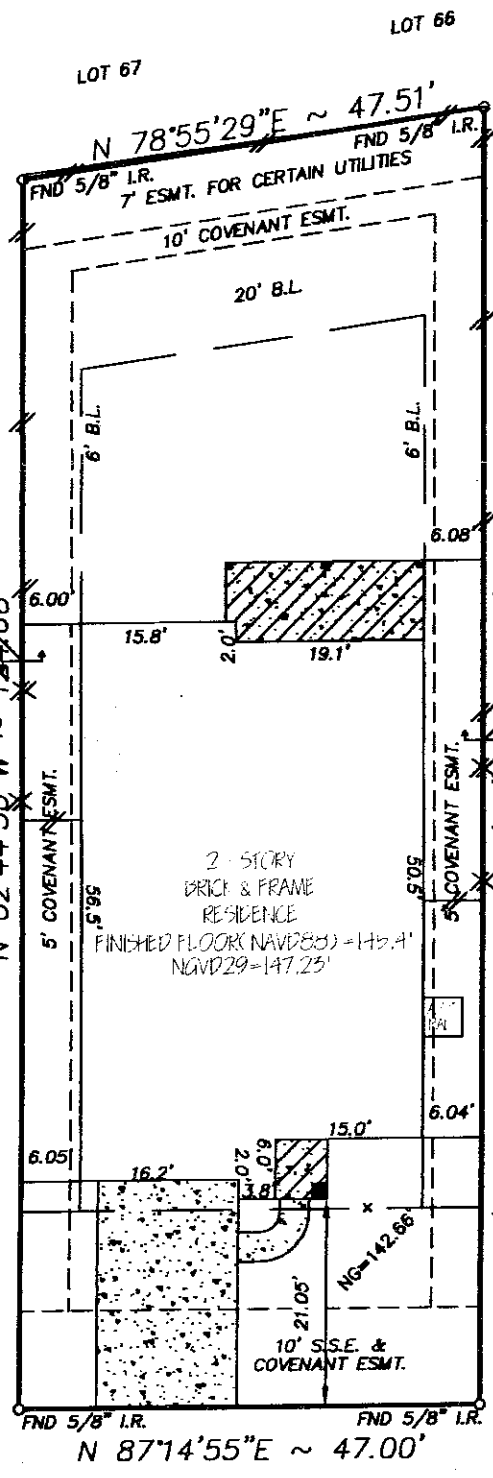 LOT 66
LOT 67
N 78°55'29"E ~ 47.51'
FND 5/8" I.R.
FND 5/8" I.R.
7' ESMT. FOR CERTAIN UTILITIES
10' COVENANT ESMT.
20' B.L.
6' B.L.
6' B.L.
6.08'
6.00'
15.8'
2.0'
19.1'
5' COVENANT ESMT.
5' COVENANT ESMT.
56.5'
50.5'
2 - STORY
BRICK & FRAME
RESIDENCE
FINISHED FLOOR(NAVD88) =145.4'
NGVD29=147.23'
6.04'
15.0'
6.05'
16.2'
6.0'
2.0'
3.8'
NG=142.66'
21.05'
10' S.S.E. &
COVENANT ESMT.
FND 5/8" I.R.
FND 5/8" I.R.
N 87°14'55"E ~ 47.00'